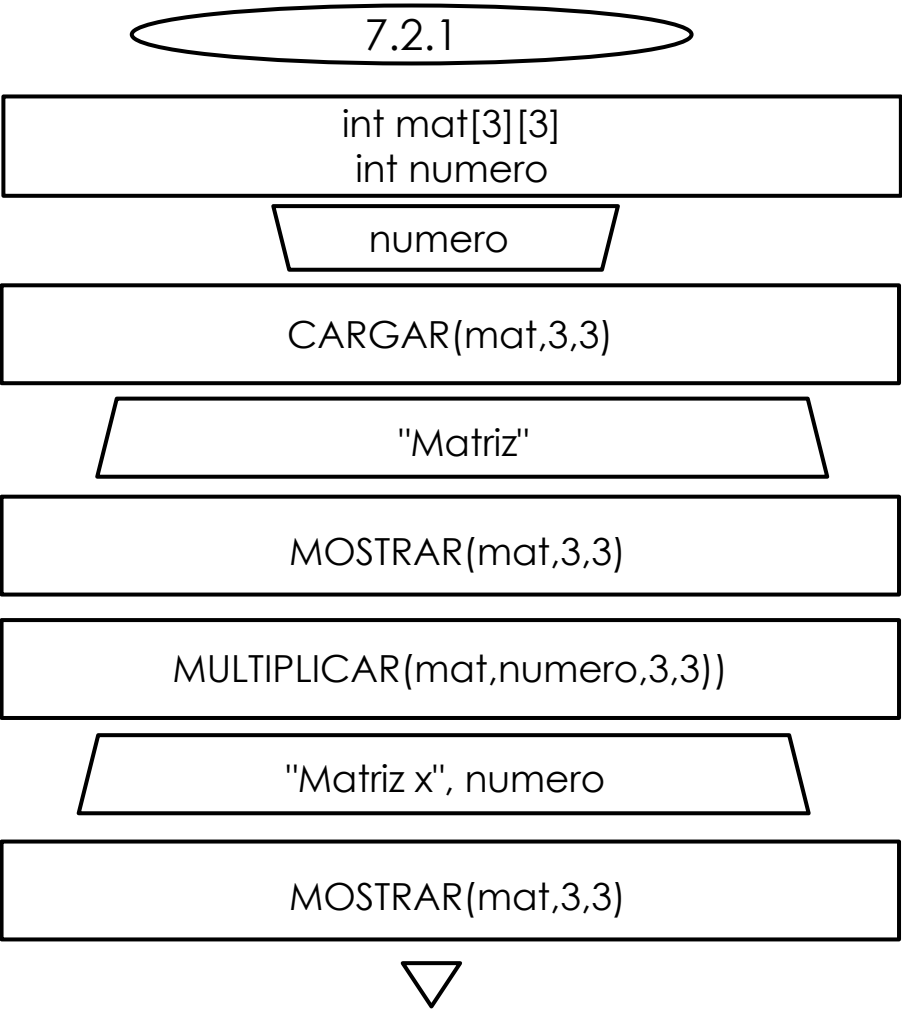 7.2.1
int mat[3][3]
int numero
numero
CARGAR(mat,3,3)
"Matriz"
MOSTRAR(mat,3,3)
MULTIPLICAR(mat,numero,3,3))
"Matriz x", numero
MOSTRAR(mat,3,3)